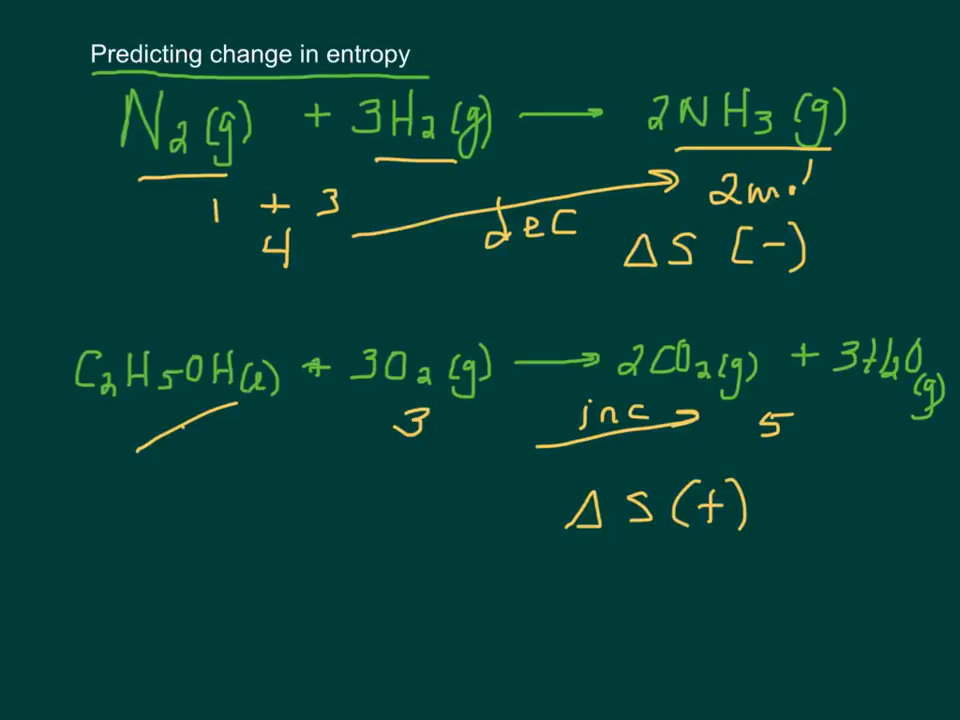 Predicting change in entropy
N₂(g) + 3H₂(g) → 2NH₃(g)
1 + 3 2mol
4 dec ΔS (-)
C₂H₅OH(l) + 3O₂(g) → 2CO₂(g) + 3H₂O(g)
3 inc 5
ΔS (+)